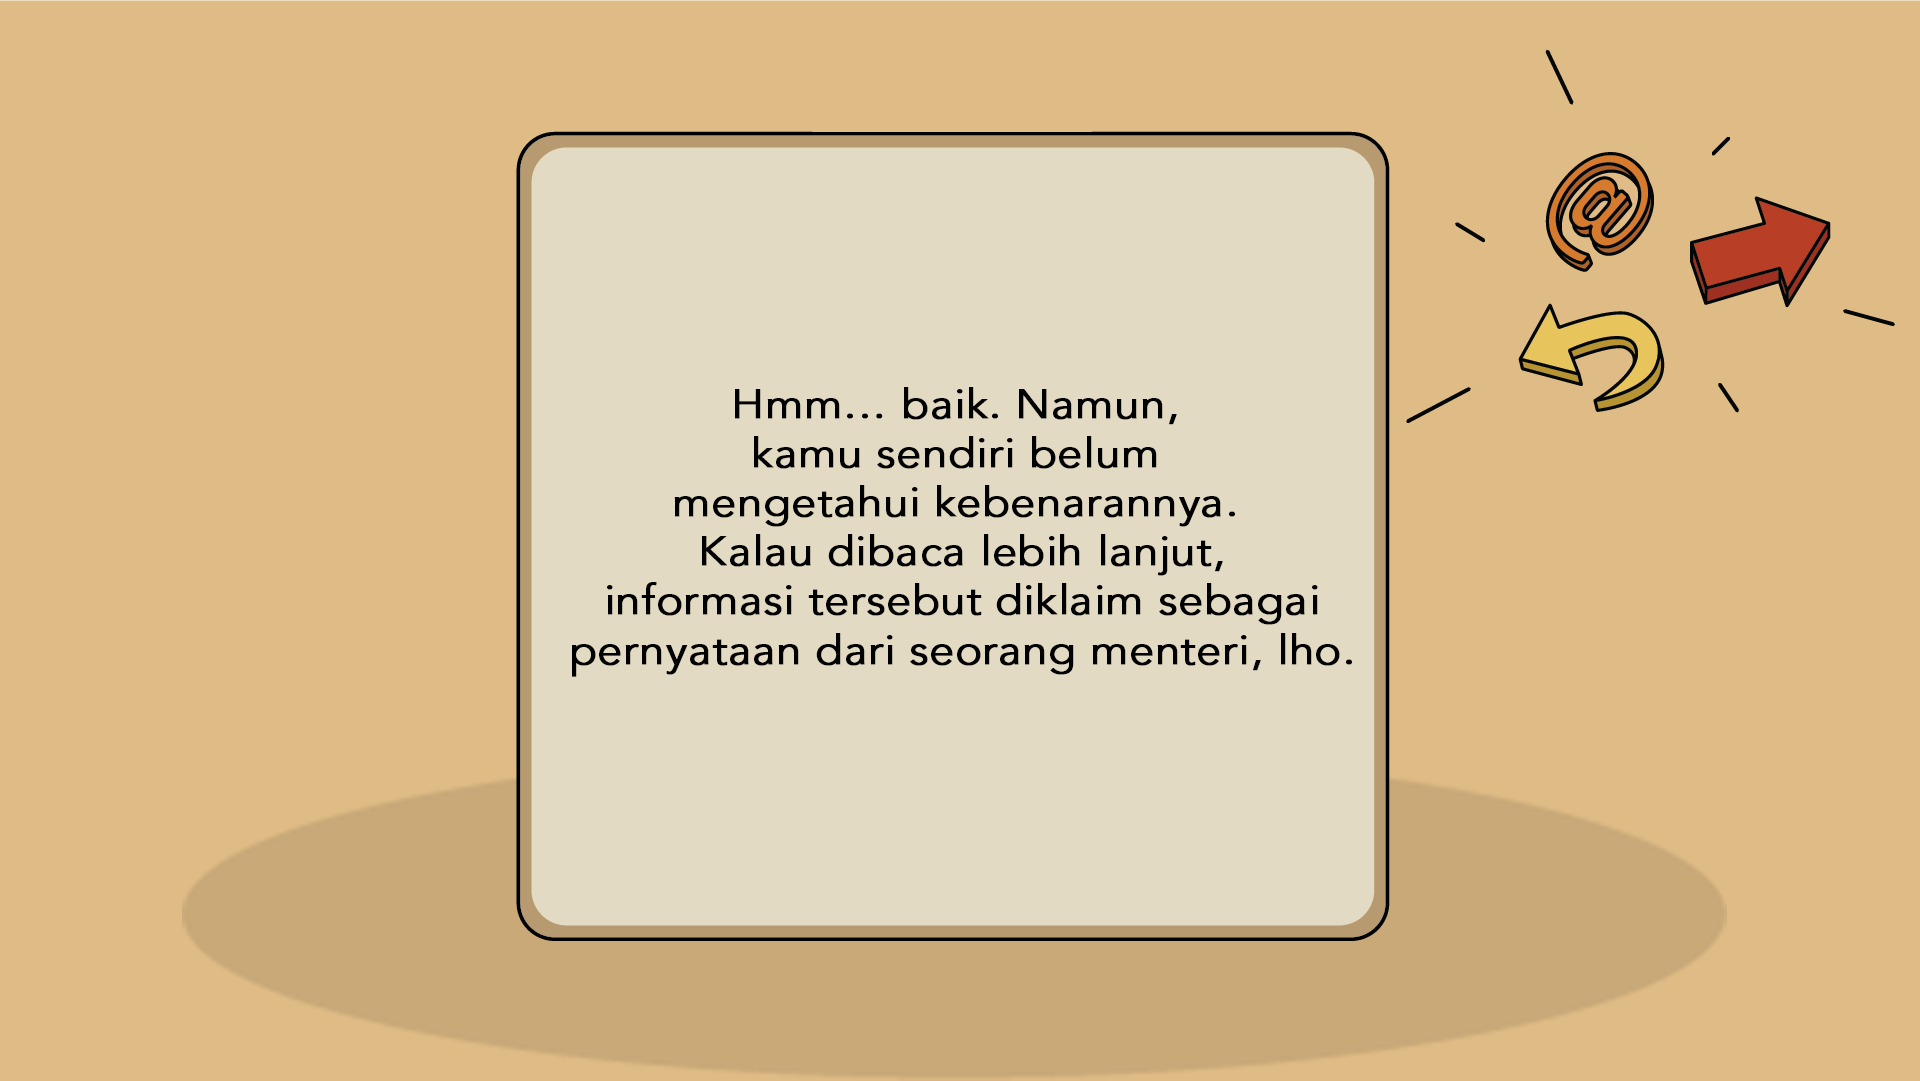 Hmm... baik. Namun,
kamu sendiri belum
mengetahui kebenarannya.
Kalau dibaca lebih lanjut,
informasi tersebut diklaim sebagai
pernyataan dari seorang menteri, lho.
@